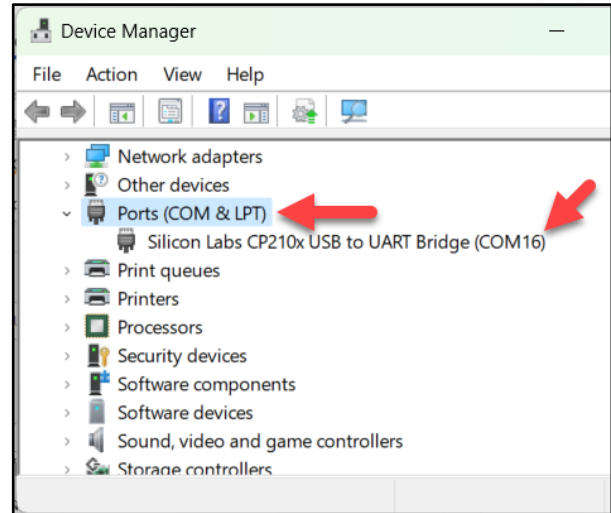 Device Manager
File Action View Help
Network adapters
Other devices
Ports (COM & LPT)
Silicon Labs CP210x USB to UART Bridge (COM16)
Print queues
Printers
Processors
Security devices
Software components
Software devices
Sound, video and game controllers
Storage controllers